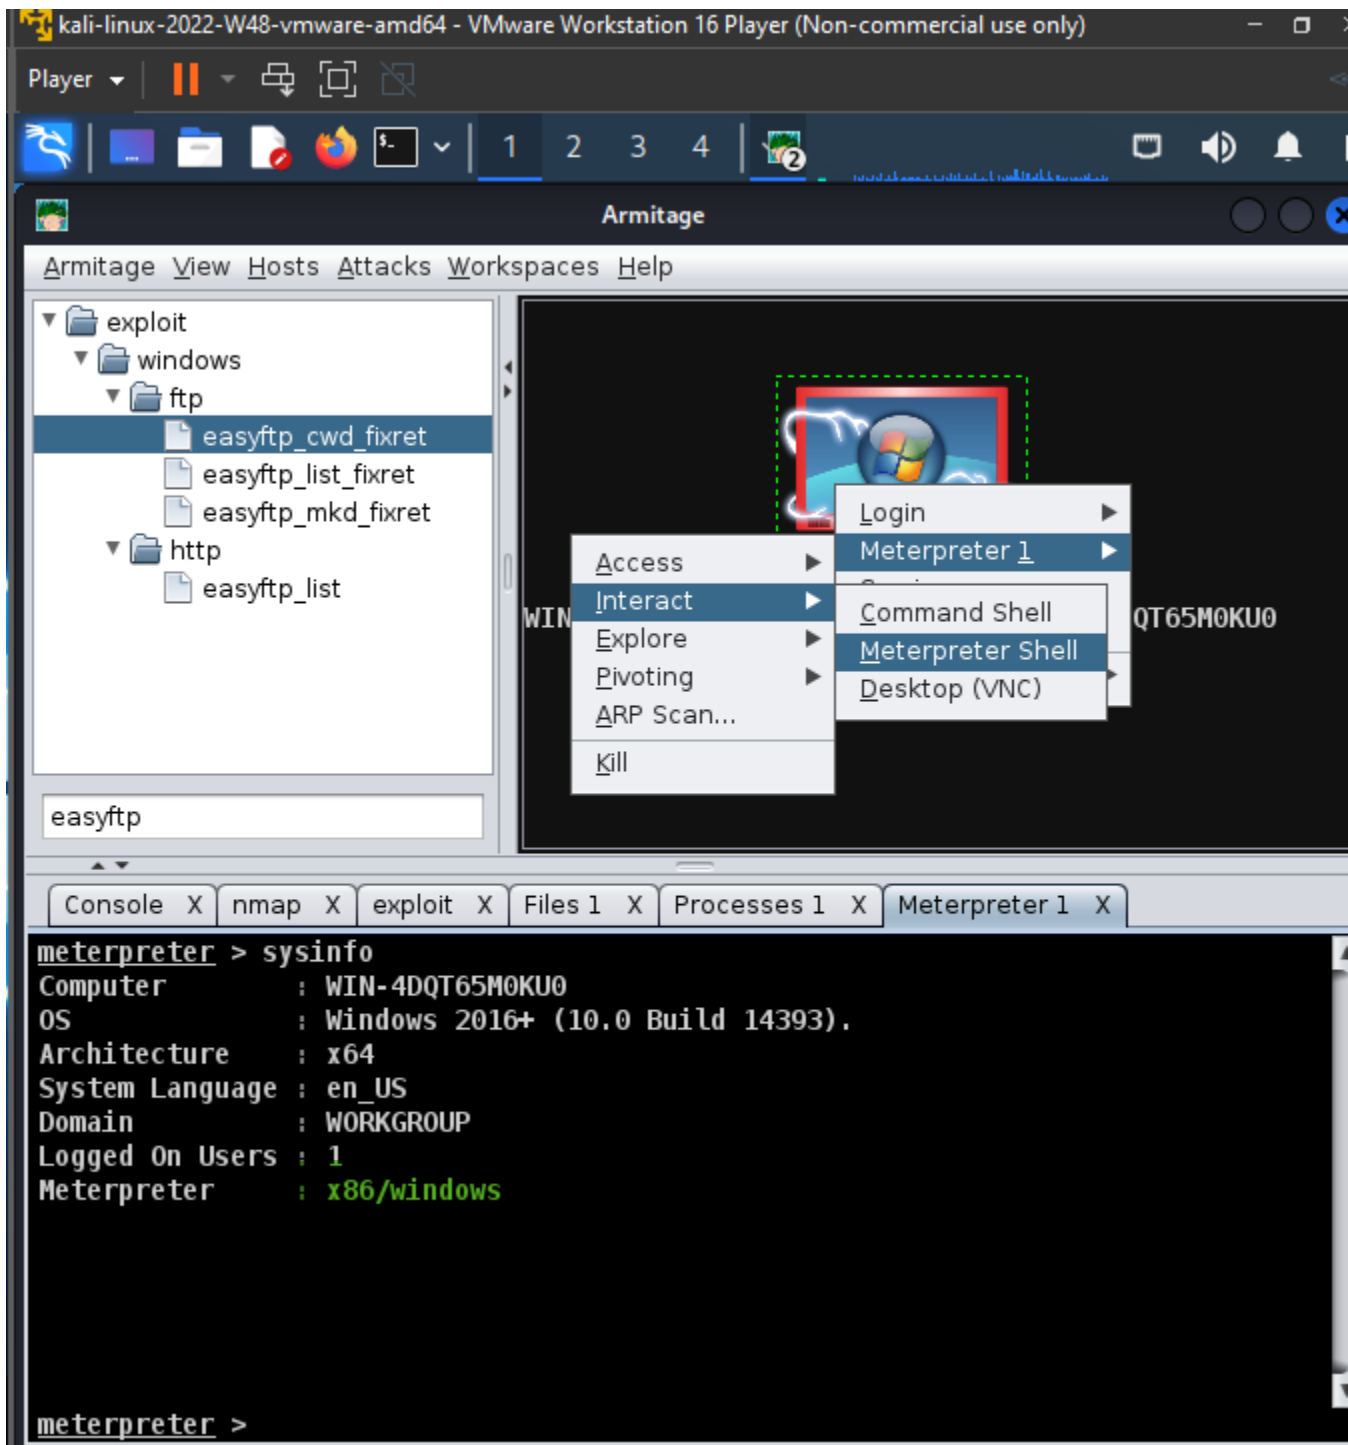 kali-linux-2022-W48-vmware-amd64 - VMware Workstation 16 Player (Non-commercial use only)
Player
1 2 3 4
2
Armitage
Armitage View Hosts Attacks Workspaces Help
exploit
windows
ftp
easyftp_cwd_fixret
easyftp_list_fixret
easyftp_mkd_fixret
http
easyftp_list
easyftp
Login
Meterpreter 1
Access
Interact
Explore
Pivoting
ARP Scan...
Kill
Command Shell
Meterpreter Shell
Desktop (VNC)
WIN
QT65M0KU0
Console X nmap X exploit X Files 1 X Processes 1 X Meterpreter 1 X
meterpreter > sysinfo
Computer : WIN-4DQT65M0KU0
OS : Windows 2016+ (10.0 Build 14393).
Architecture : x64
System Language : en_US
Domain : WORKGROUP
Logged On Users : 1
Meterpreter : x86/windows
meterpreter >